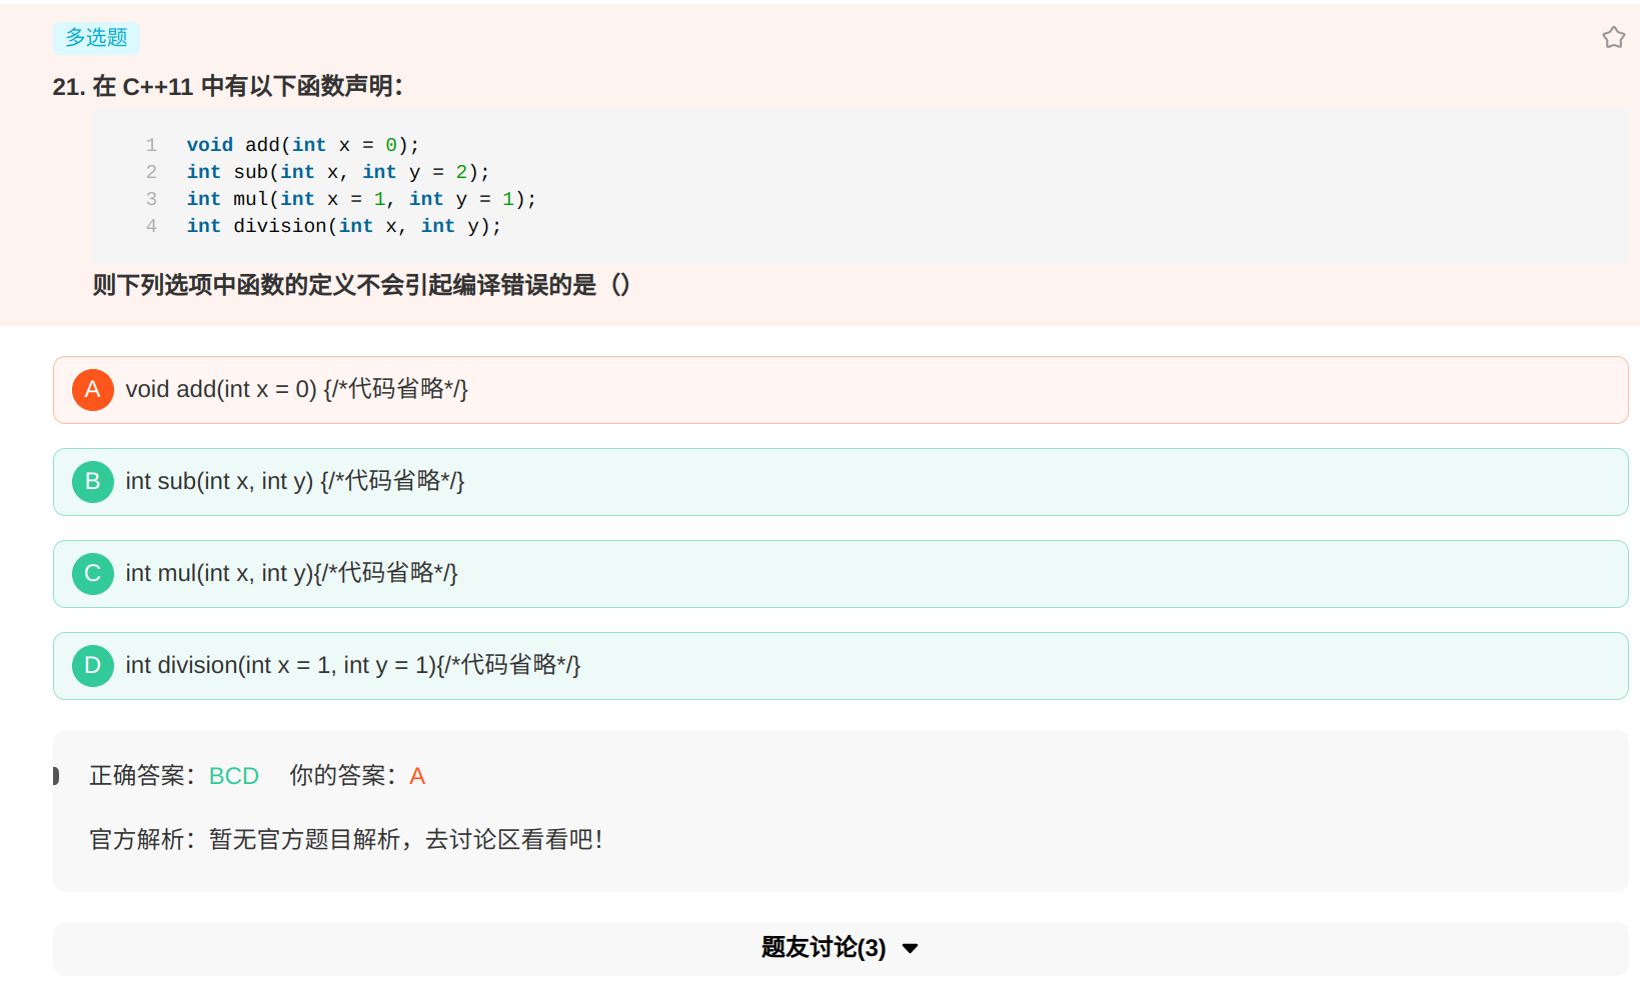 多选题
21. 在 C++11 中有以下函数声明：
1 void add(int x = 0);
2 int sub(int x, int y = 2);
3 int mul(int x = 1, int y = 1);
4 int division(int x, int y);
则下列选项中函数的定义不会引起编译错误的是（）
A void add(int x = 0) {/*代码省略*/}
B int sub(int x, int y) {/*代码省略*/}
C int mul(int x, int y){/*代码省略*/}
D int division(int x = 1, int y = 1){/*代码省略*/}
正确答案：BCD 你的答案：A
官方解析：暂无官方题目解析，去讨论区看看吧！
题友讨论(3)